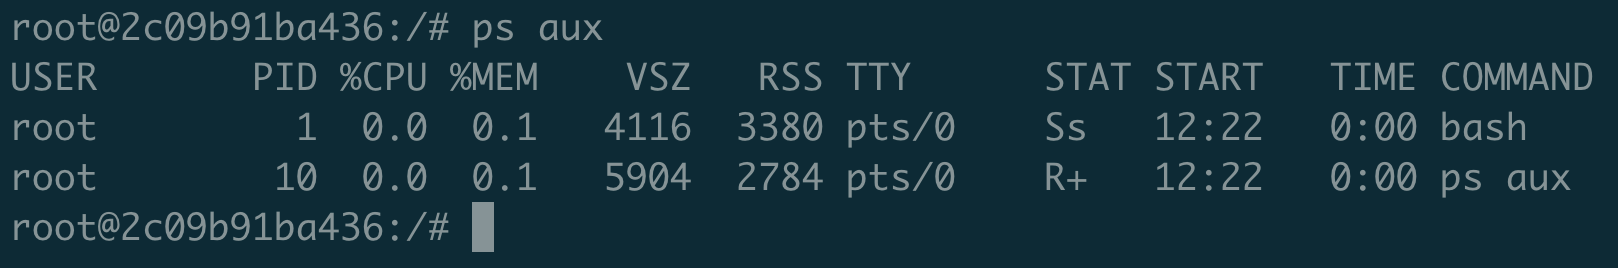 root@2c09b91ba436:/# ps aux
USER       PID %CPU %MEM    VSZ   RSS TTY      STAT START   TIME COMMAND
root         1  0.0  0.1   4116  3380 pts/0    Ss   12:22   0:00 bash
root        10  0.0  0.1   5904  2784 pts/0    R+   12:22   0:00 ps aux
root@2c09b91ba436:/#